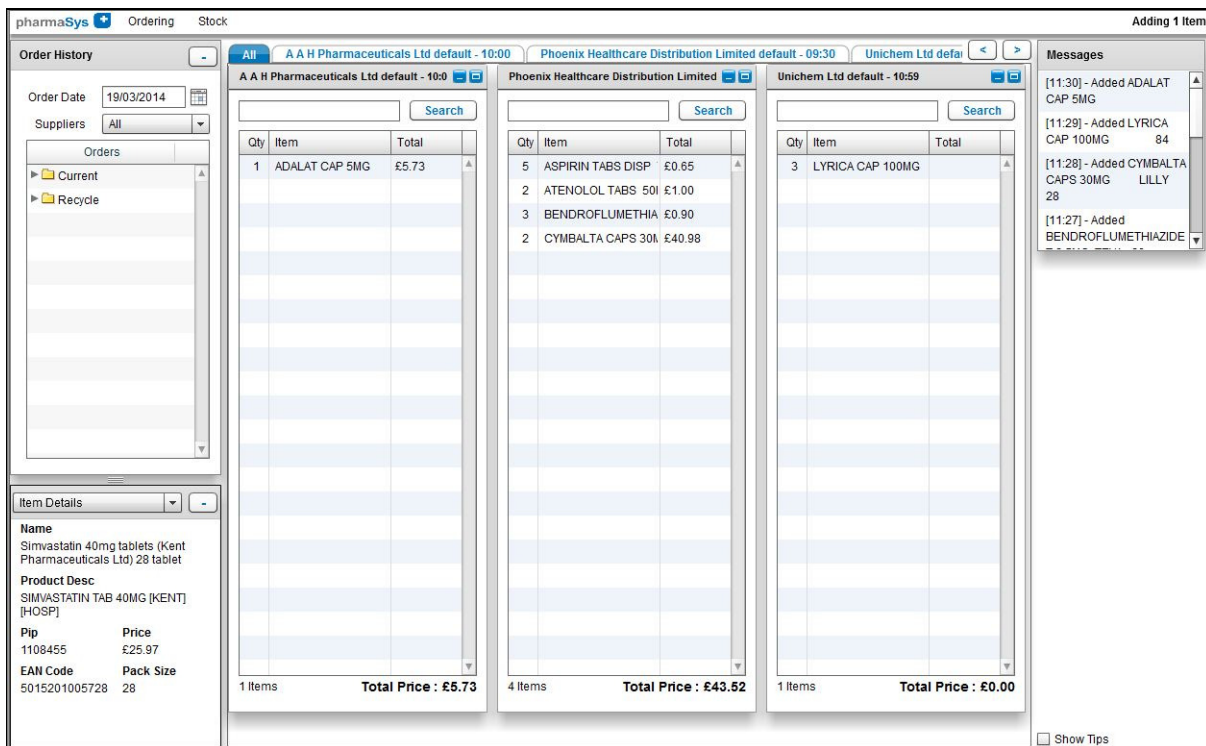 pharmaSys Ordering Stock Adding 1 Item
Order History
-
Order Date 19/03/2014
Suppliers All
Orders
Current
Recycle
Item Details
-
Name
Simvastatin 40mg tablets (Kent
Pharmaceuticals Ltd) 28 tablet
Product Desc
SIMVASTATIN TAB 40MG [KENT]
[HOSP]
Pip Price
1108455 £25.97
EAN Code Pack Size
5015201005728 28
All A A H Pharmaceuticals Ltd default - 10:00 Phoenix Healthcare Distribution Limited default - 09:30 Unichem Ltd defau < >
A A H Pharmaceuticals Ltd default - 10:0
Search
Qty Item Total
1 ADALAT CAP 5MG £5.73
1 Items Total Price : £5.73
Phoenix Healthcare Distribution Limited
Search
Qty Item Total
5 ASPIRIN TABS DISP £0.65
2 ATENOLOL TABS £1.00
3 BENDROFLUMETHIA £0.90
2 CYMBALTA CAPS £40.98
4 Items Total Price : £43.52
Unichem Ltd default - 10:59
Search
Qty Item Total
3 LYRICA CAP 100MG
1 Items Total Price : £0.00
Messages
[11:30] - Added ADALAT
CAP 5MG
[11:29] - Added LYRICA
CAP 100MG 84
[11:28] - Added CYMBALTA
CAPS 30MG LILLY
28
[11:27] - Added
BENDROFLUMETHIAZIDE
Show Tips